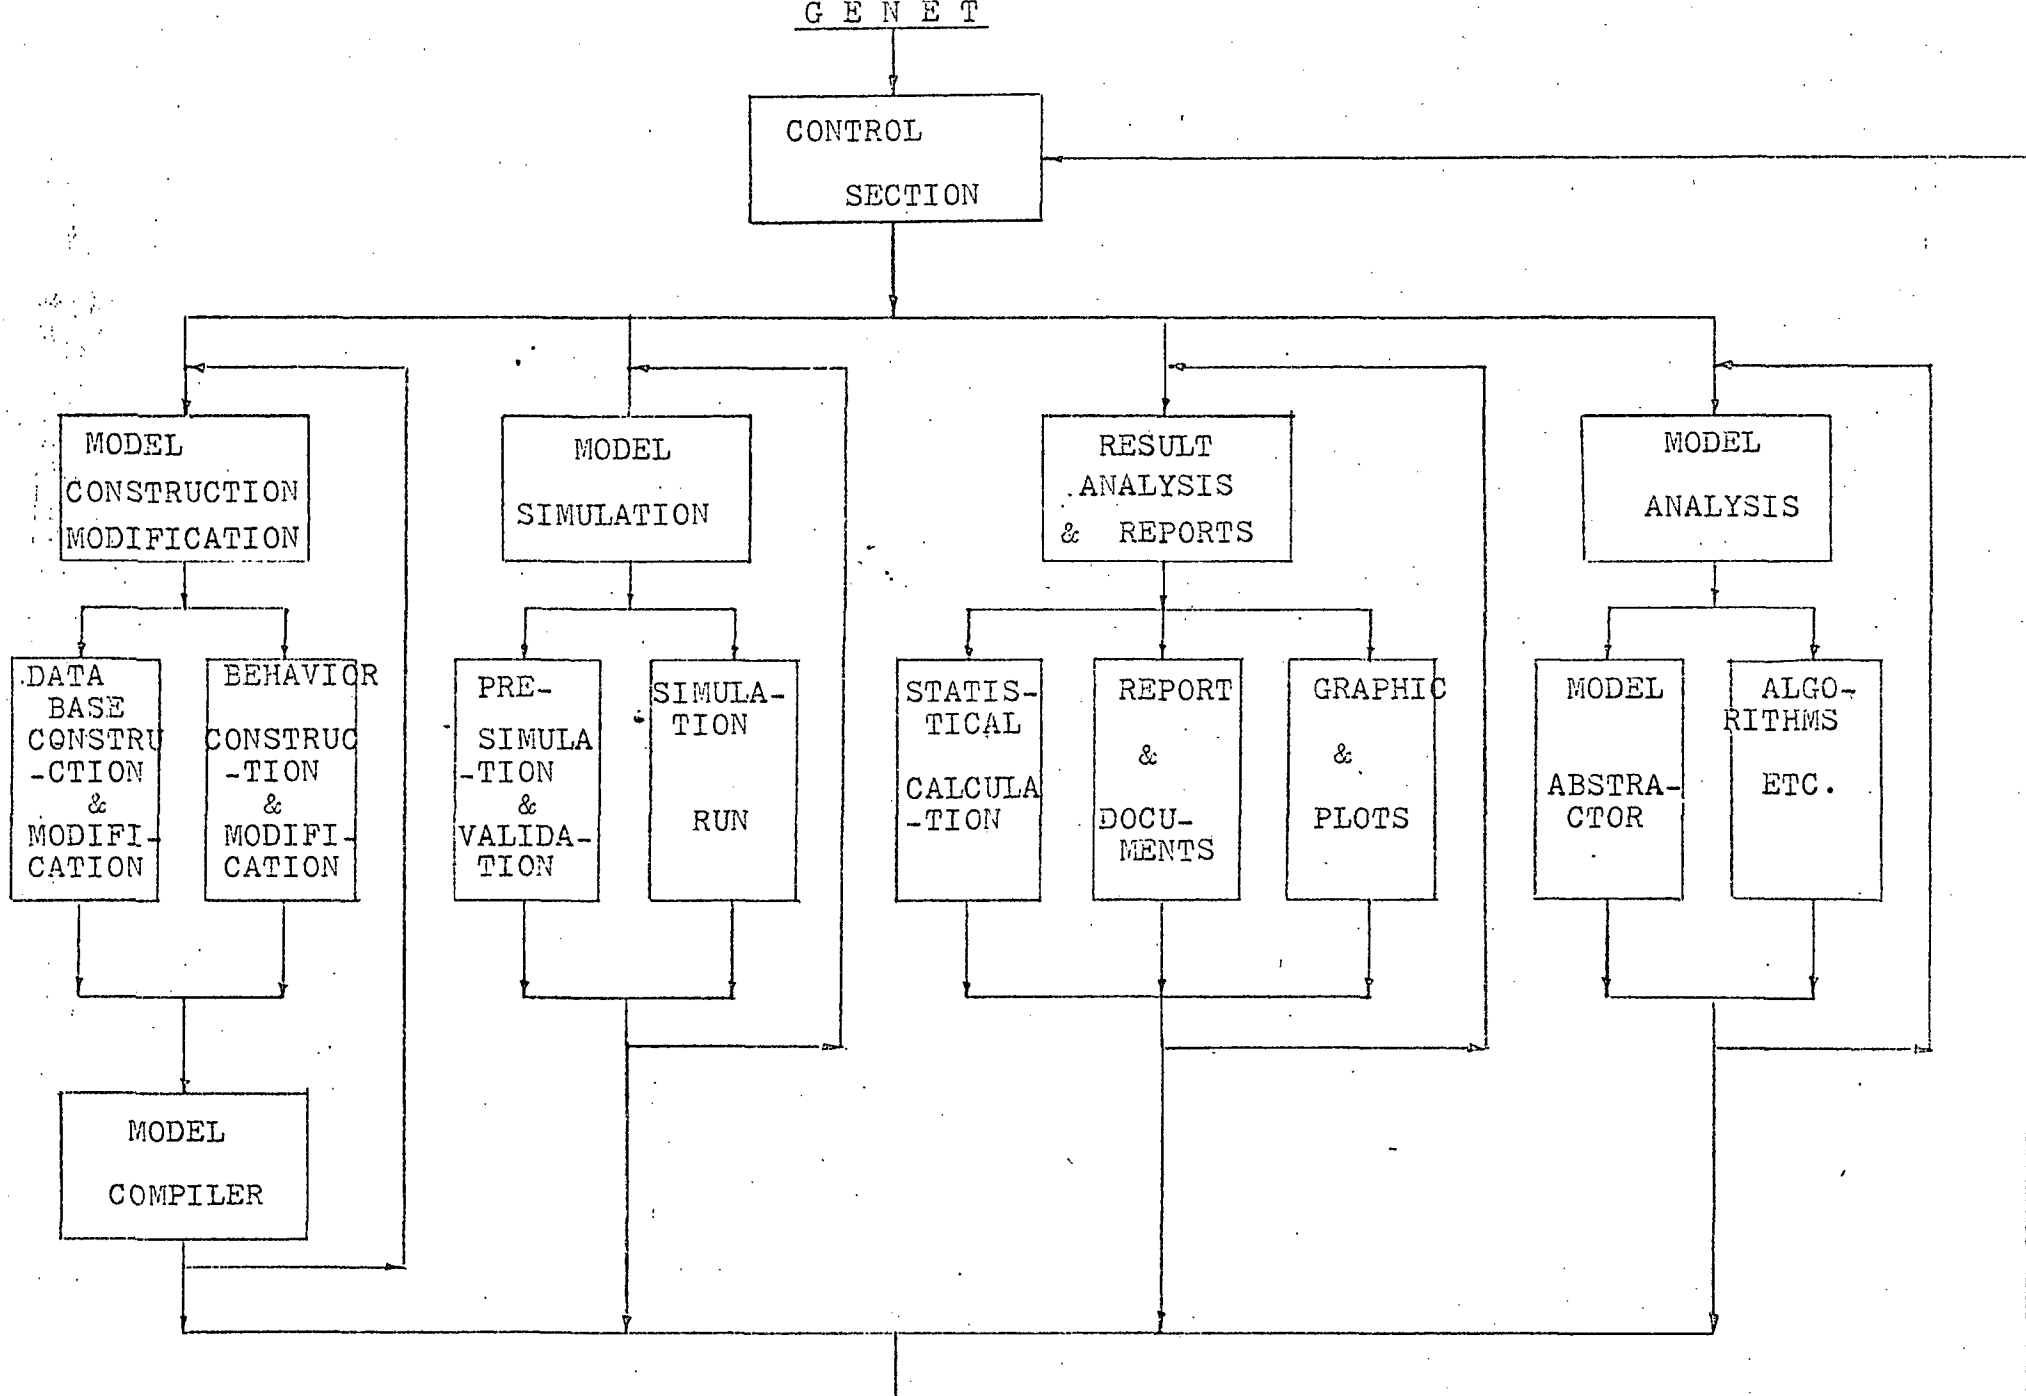 G E N E T
CONTROL
SECTION
MODEL
CONSTRUCTION
MODIFICATION
MODEL
SIMULATION
RESULT
ANALYSIS
& REPORTS
MODEL
ANALYSIS
DATA
BASE
CONSTRU
-CTION
&
MODIFI-
CATION
BEHAVIOR
CONSTRUC
-TION
&
MODIFI-
CATION
PRE-
SIMULA
-TION
&
VALIDA-
TION
SIMULA-
TION
RUN
STATIS-
TICAL
CALCULA
-TION
REPORT
&
DOCU-
MENTS
GRAPHIC
&
PLOTS
MODEL
ABSTRA-
CTOR
ALGO-
RITHMS
ETC.
MODEL
COMPILER